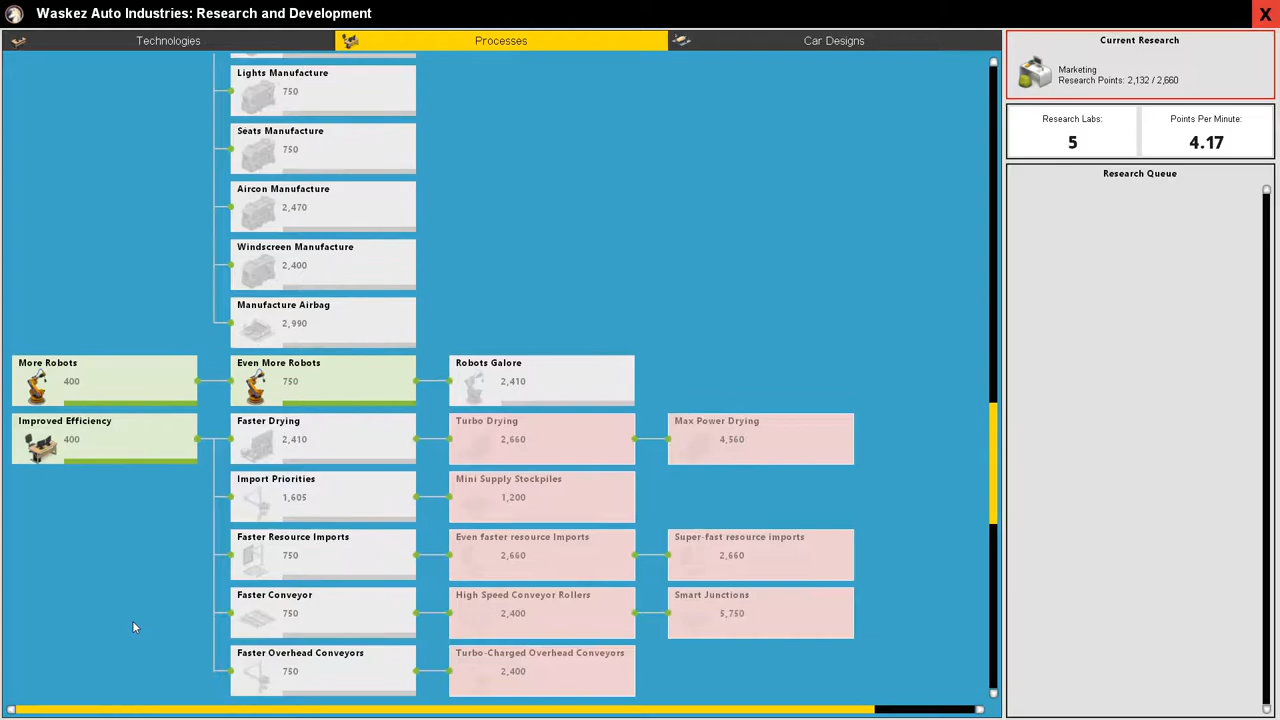 Waskez Auto Industries: Research and Development
X
Technologies
Processes
Car Designs
Lights Manufacture
750
Seats Manufacture
750
Aircon Manufacture
2,470
Windscreen Manufacture
2,400
Manufacture Airbag
2,990
More Robots
400
Even More Robots
750
Robots Galore
2,410
Improved Efficiency
400
Faster Drying
2,410
Turbo Drying
2,660
Max Power Drying
4,560
Import Priorities
1,605
Mini Supply Stockpiles
1,200
Faster Resource Imports
750
Even faster resource Imports
2,660
Super-fast resource imports
2,660
Faster Conveyor
750
High Speed Conveyor Rollers
2,400
Smart Junctions
5,750
Faster Overhead Conveyors
750
Turbo-Charged Overhead Conveyors
2,400
Current Research
Marketing
Research Points: 2,132 / 2,660
Research Labs:
5
Points Per Minute:
4.17
Research Queue